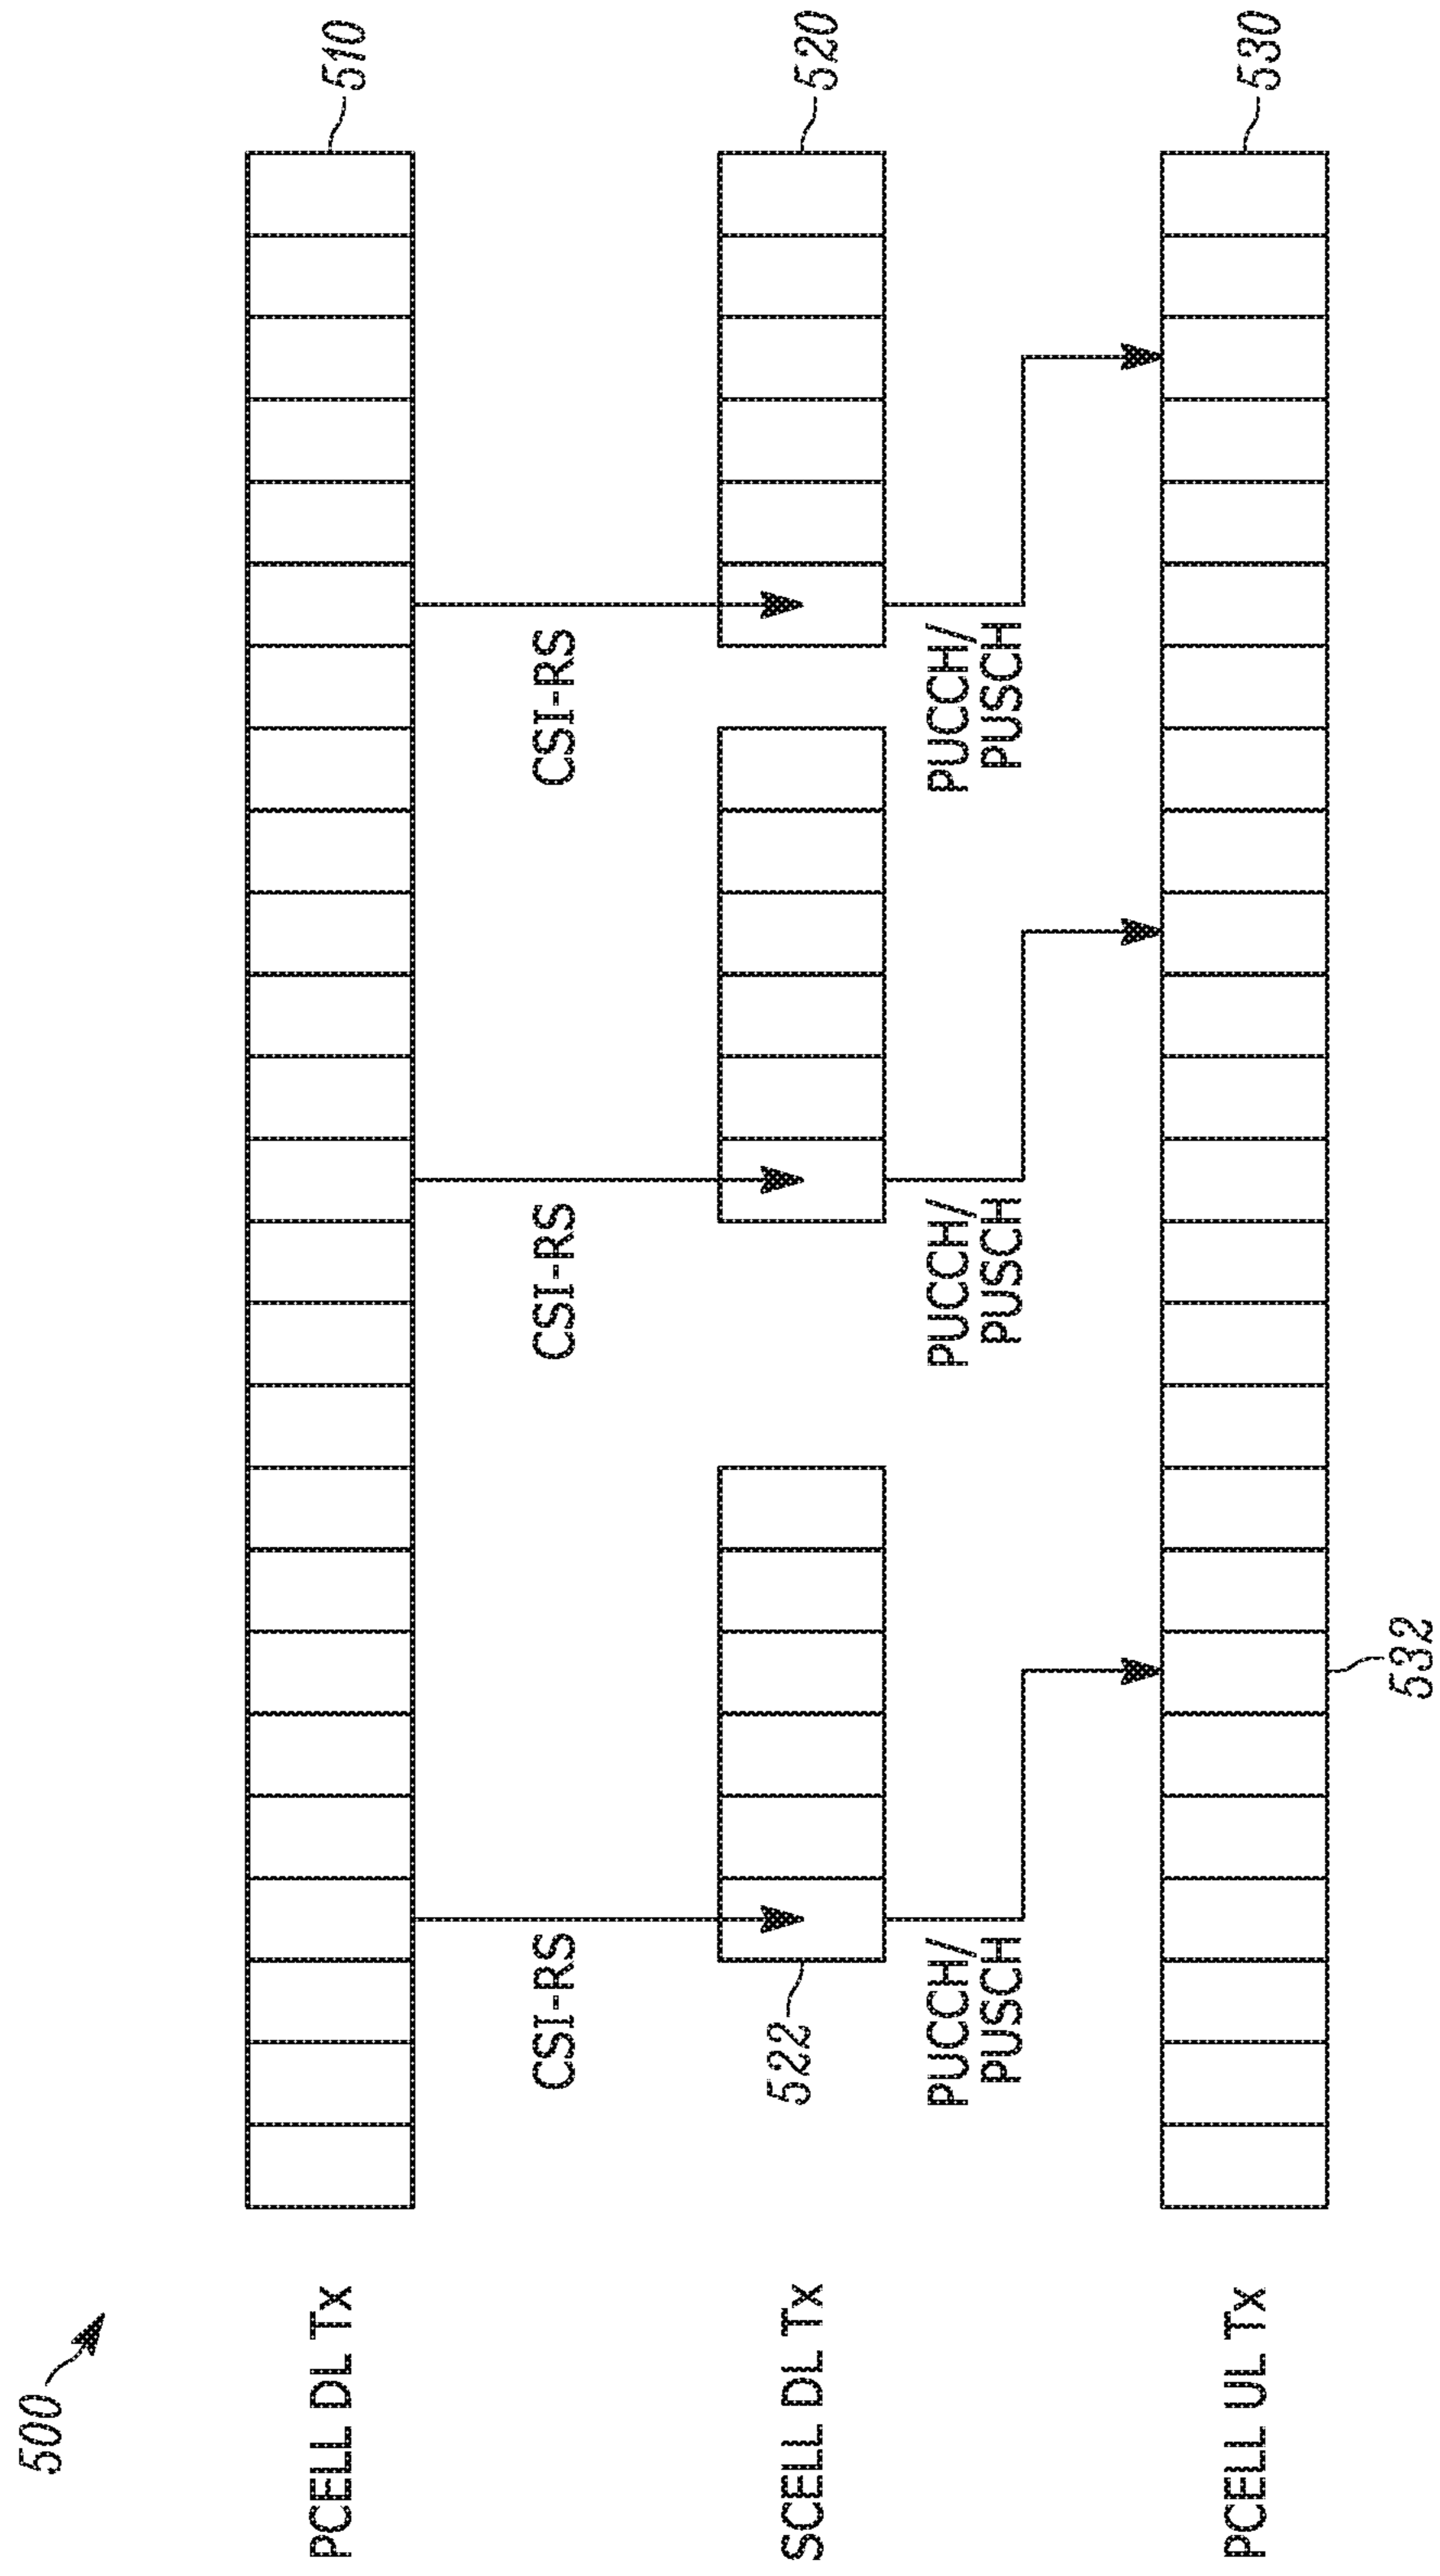 500
PCELL DL Tx
510
CSI-RS
CSI-RS
CSI-RS
SCELL DL Tx
522
520
PUCCH/
PUSCH
PUCCH/
PUSCH
PUCCH/
PUSCH
PCELL UL Tx
530
532